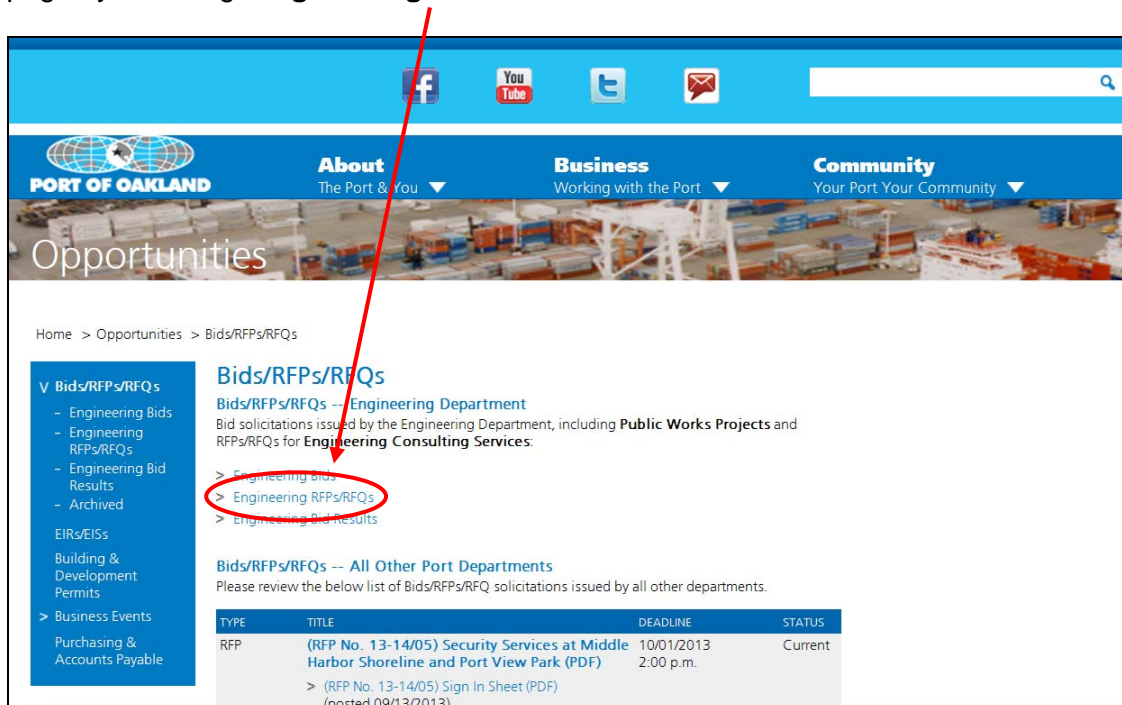 You
Tube
PORT OF OAKLAND
About
The Port & You
Business
Working with the Port
Community
Your Port Your Community
Opportunities
Home > Opportunities > Bids/RFPs/RFQs
V Bids/RFPs/RFQs
- Engineering Bids
- Engineering
RFPs/RFQs
- Engineering Bid
Results
- Archived
EIRs/EISs
Building &
Development
Permits
> Business Events
Purchasing &
Accounts Payable
Bids/RFPs/RFQs
Bids/RFPs/RFQs -- Engineering Department
Bid solicitations issued by the Engineering Department, including Public Works Projects and
RFPs/RFQs for Engineering Consulting Services:
> Engineering Bids
> Engineering RFPs/RFQs
> Engineering Bid Results
Bids/RFPs/RFQs -- All Other Port Departments
Please review the below list of Bids/RFPs/RFQ solicitations issued by all other departments.
TYPE TITLE DEADLINE STATUS
RFP (RFP No. 13-14/05) Security Services at Middle 10/01/2013 Current
Harbor Shoreline and Port View Park (PDF) 2:00 p.m.
> (RFP No. 13-14/05) Sign In Sheet (PDF)
(posted 09/13/2013)